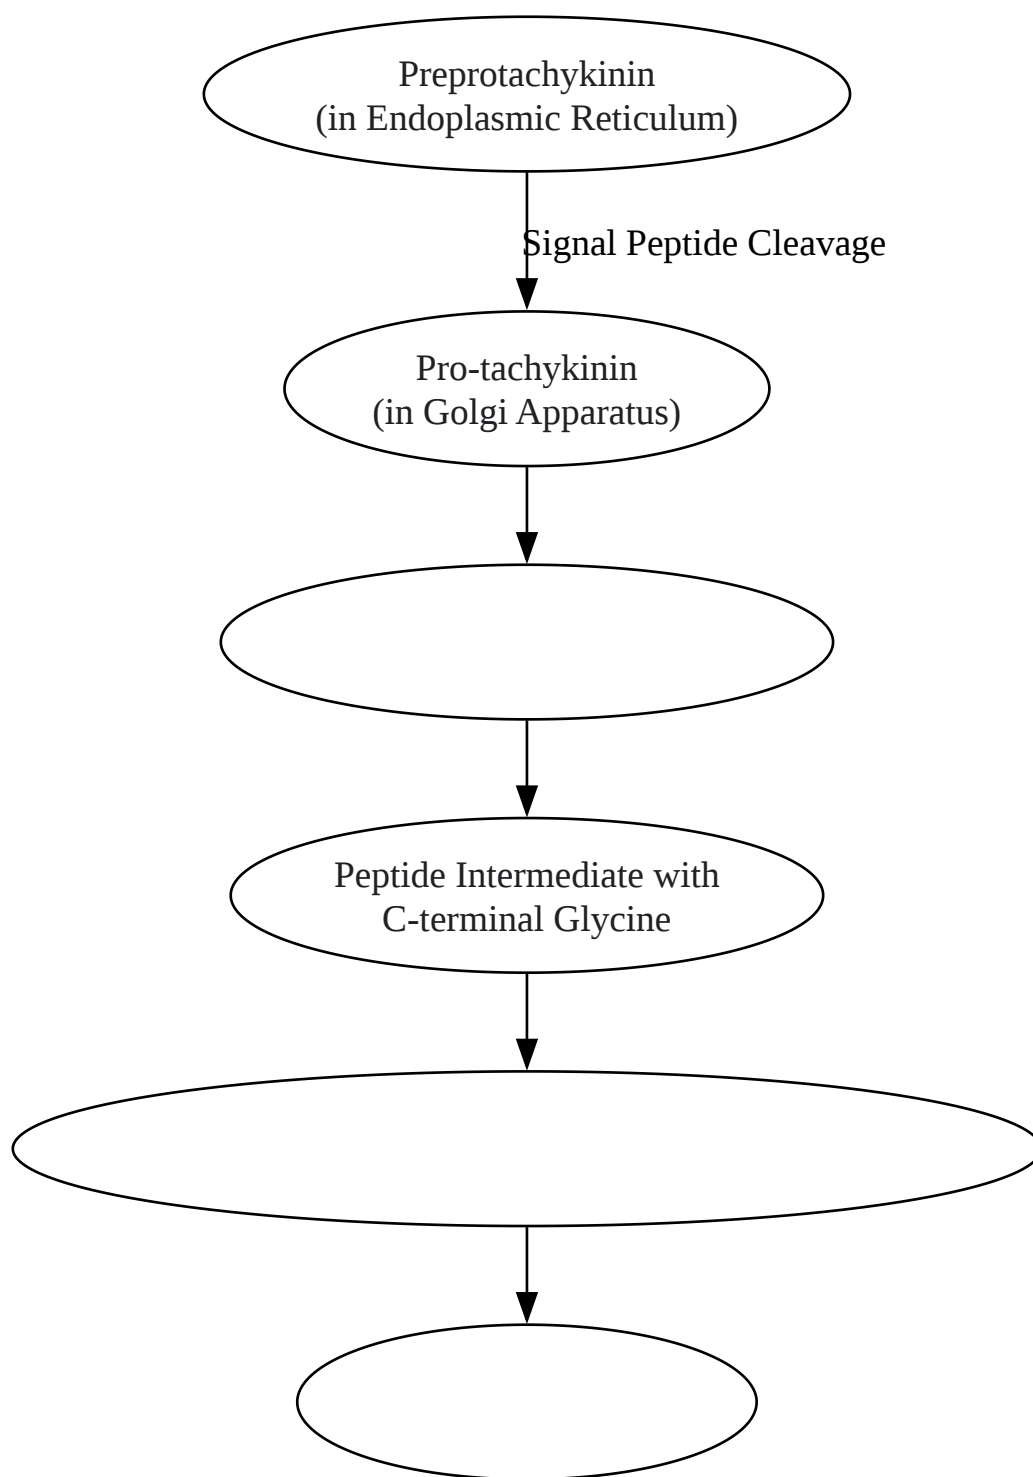 Preprotachykinin
(in Endoplasmic Reticulum)
Signal Peptide Cleavage
Pro-tachykinin
(in Golgi Apparatus)
Peptide Intermediate with
C-terminal Glycine